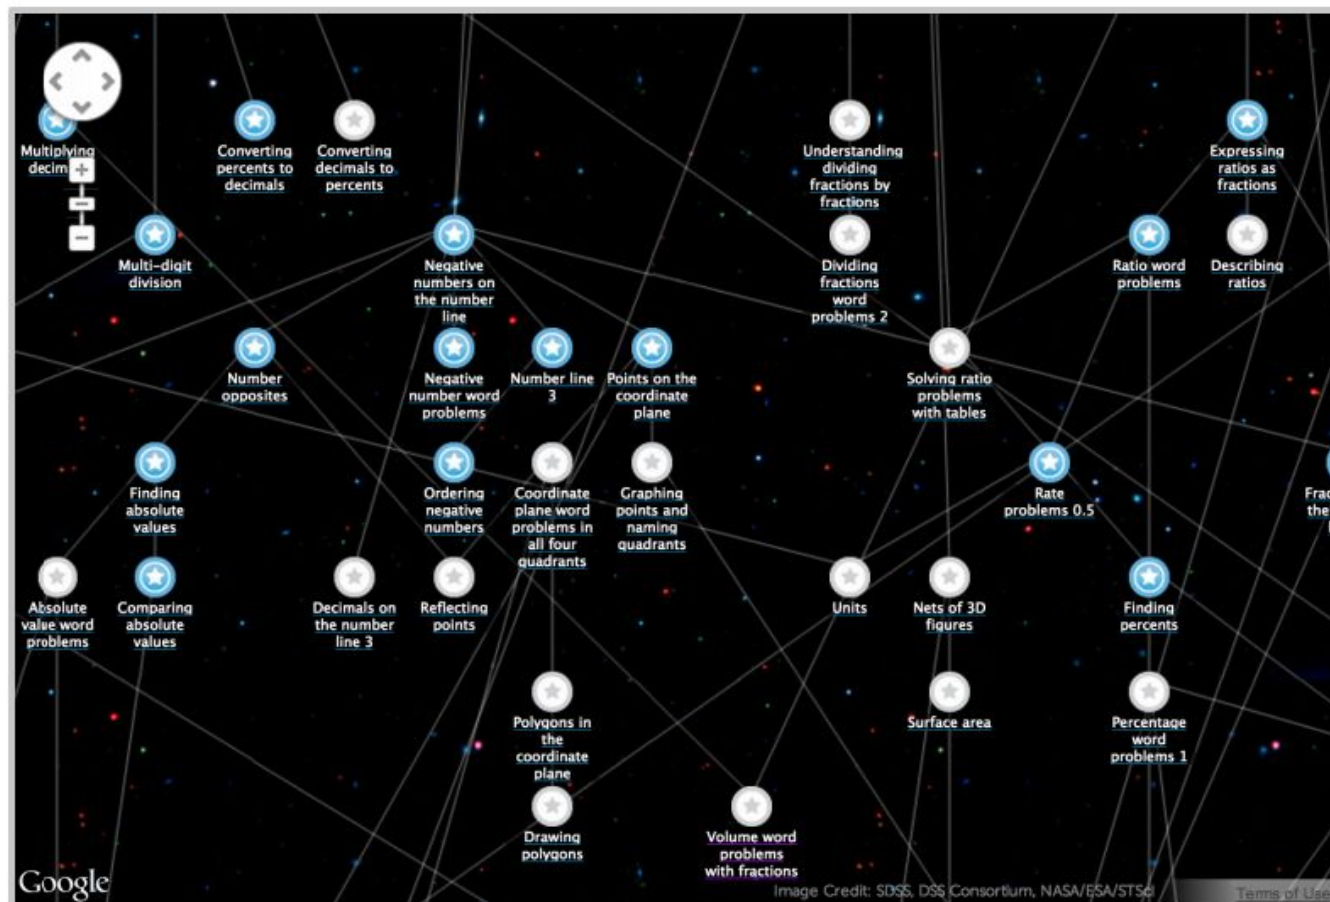 Multiplying
decim
Converting
percents to
decimals
Converting
decimals to
percents
Understanding
dividing
fractions by
fractions
Expressing
ratios as
fractions
Multi-digit
division
Negative
numbers on
the number
line
Dividing
fractions
word
problems 2
Ratio word
problems
Describing
ratios
Number
opposites
Negative
number word
problems
Number line
3
Points on the
coordinate
plane
Solving ratio
problems
with tables
Finding
absolute
values
Ordering
negative
numbers
Coordinate
plane word
problems in
all four
quadrants
Graphing
points and
naming
quadrants
Rate
problems 0.5
Frac
the
Absolute
value word
problems
Comparing
absolute
values
Decimals on
the number
line 3
Reflecting
points
Units
Nets of 3D
figures
Finding
percents
Polygons in
the
coordinate
plane
Surface area
Percentage
word
problems 1
Drawing
polygons
Volume word
problems
with fractions
Google
Image Credit: SDSS, DSS Consortium, NASA/ESA/STScI
Terms of Use